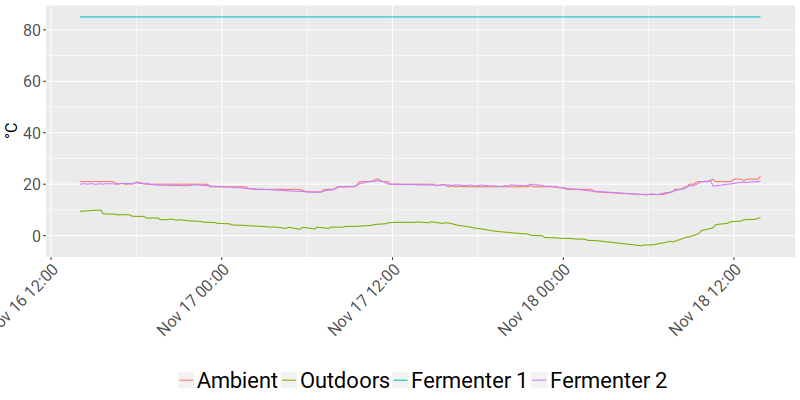 80
60
°C
40
20
0
16 12:00
Nov 17 00:00
Nov 17 12:00
Nov 18 00:00
Nov 18 12:00
Ambient Outdoors Fermenter 1 Fermenter 2